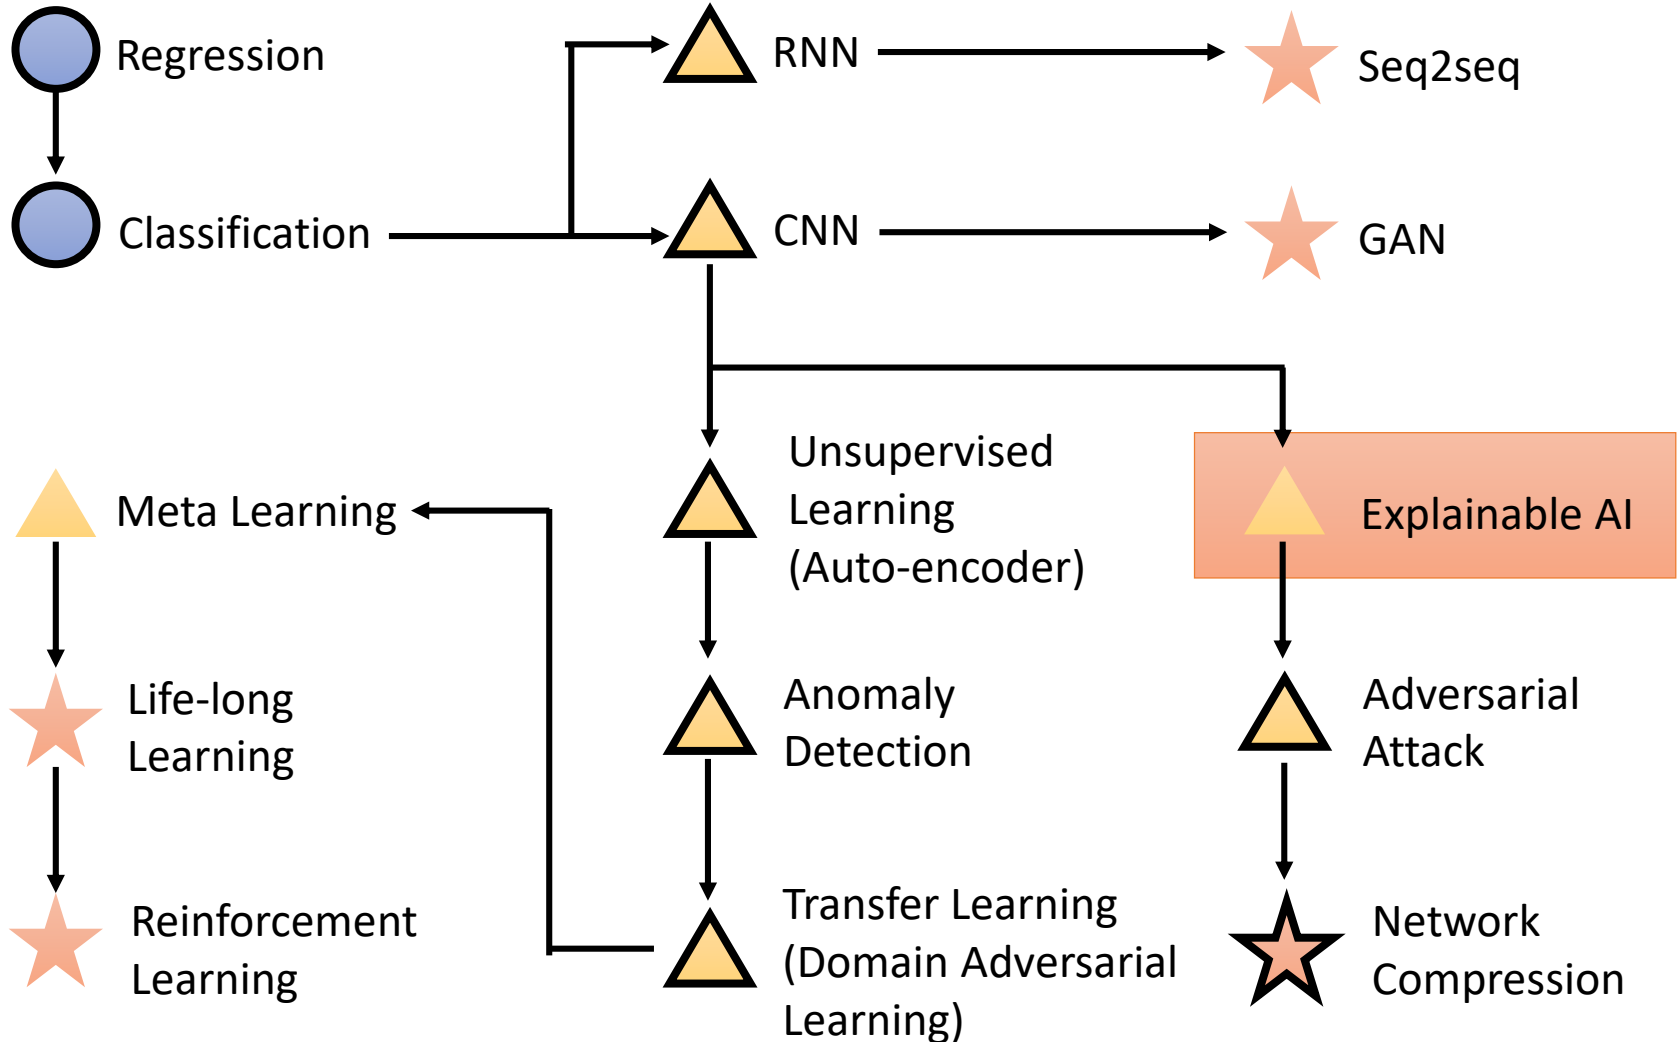 Regression
RNN
Seq2seq
Classification
CNN
GAN
Meta Learning
Unsupervised
Learning
(Auto-encoder)
Explainable AI
Life-long
Learning
Anomaly
Detection
Adversarial
Attack
Reinforcement
Learning
Transfer Learning
(Domain Adversarial
Learning)
Network
Compression